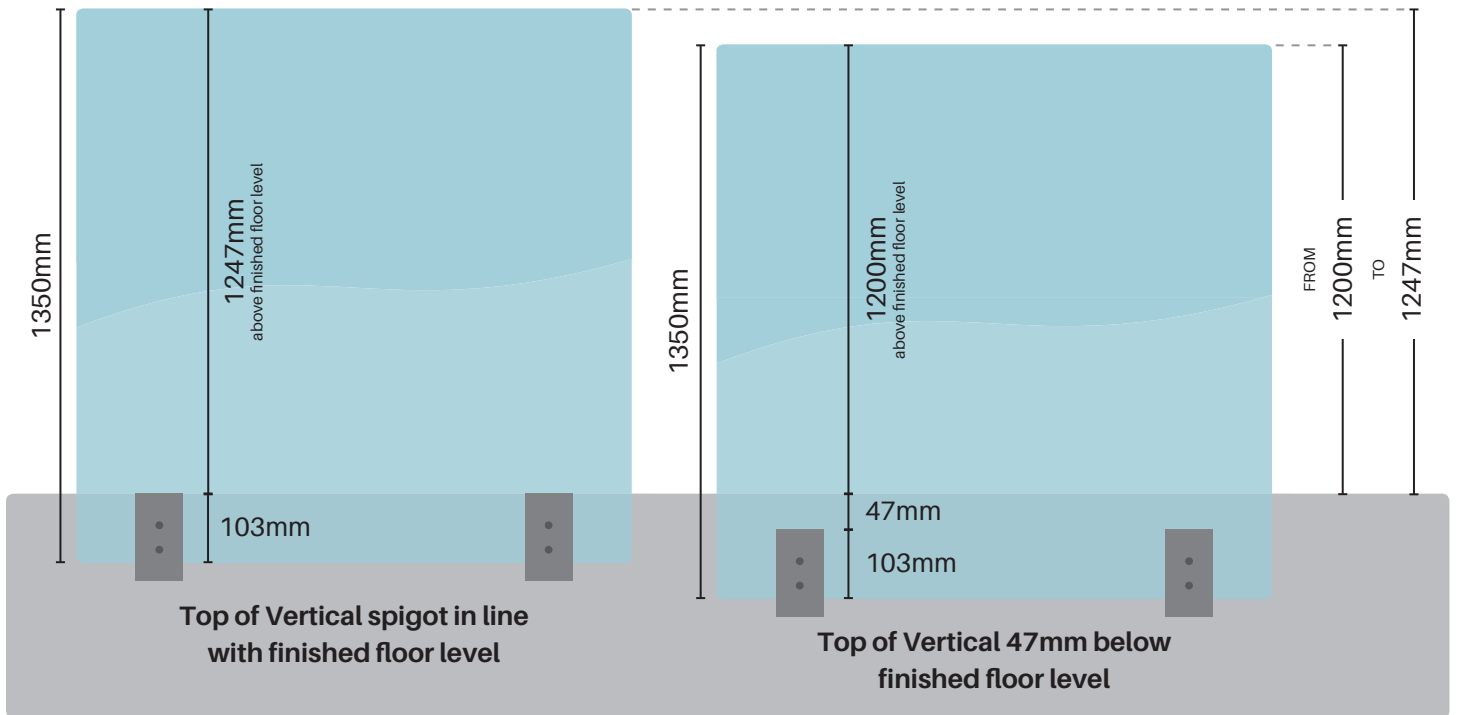 1350mm
1247mm
above finished floor level
103mm
Top of Vertical spigot in line
with finished floor level
1350mm
1200mm
above finished floor level
47mm
103mm
Top of Vertical 47mm below
finished floor level
FROM
1200mm
TO
1247mm